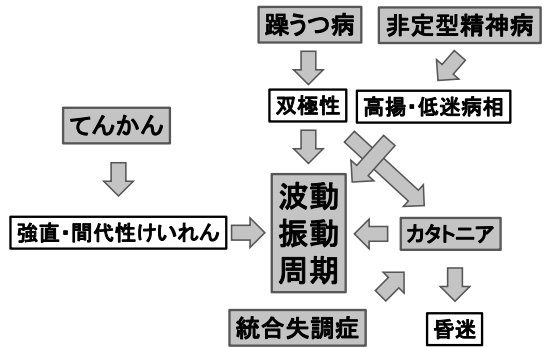 躁うつ病
非定型精神病
双極性
高揚・低迷病相
てんかん
強直・間代性けいれん
波動
振動
周期
カタトニア
統合失調症
昏迷